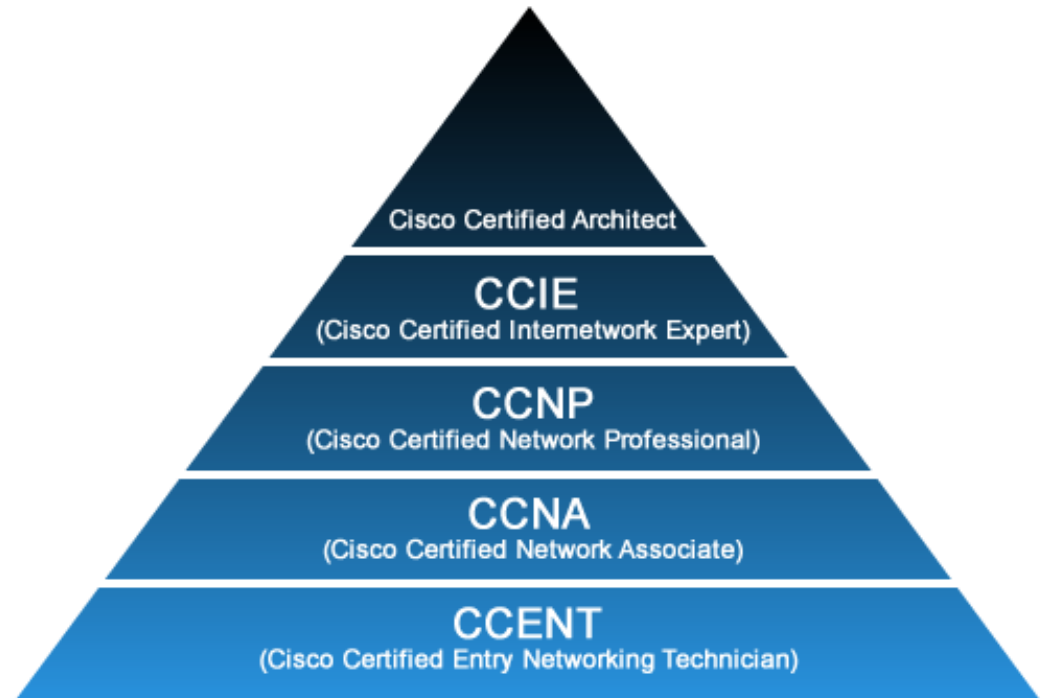 Cisco Certified Architect
CCIE
(Cisco Certified Internetwork Expert)
CCNP
(Cisco Certified Network Professional)
CCNA
(Cisco Certified Network Associate)
CCENT
(Cisco Certified Entry Networking Technician)